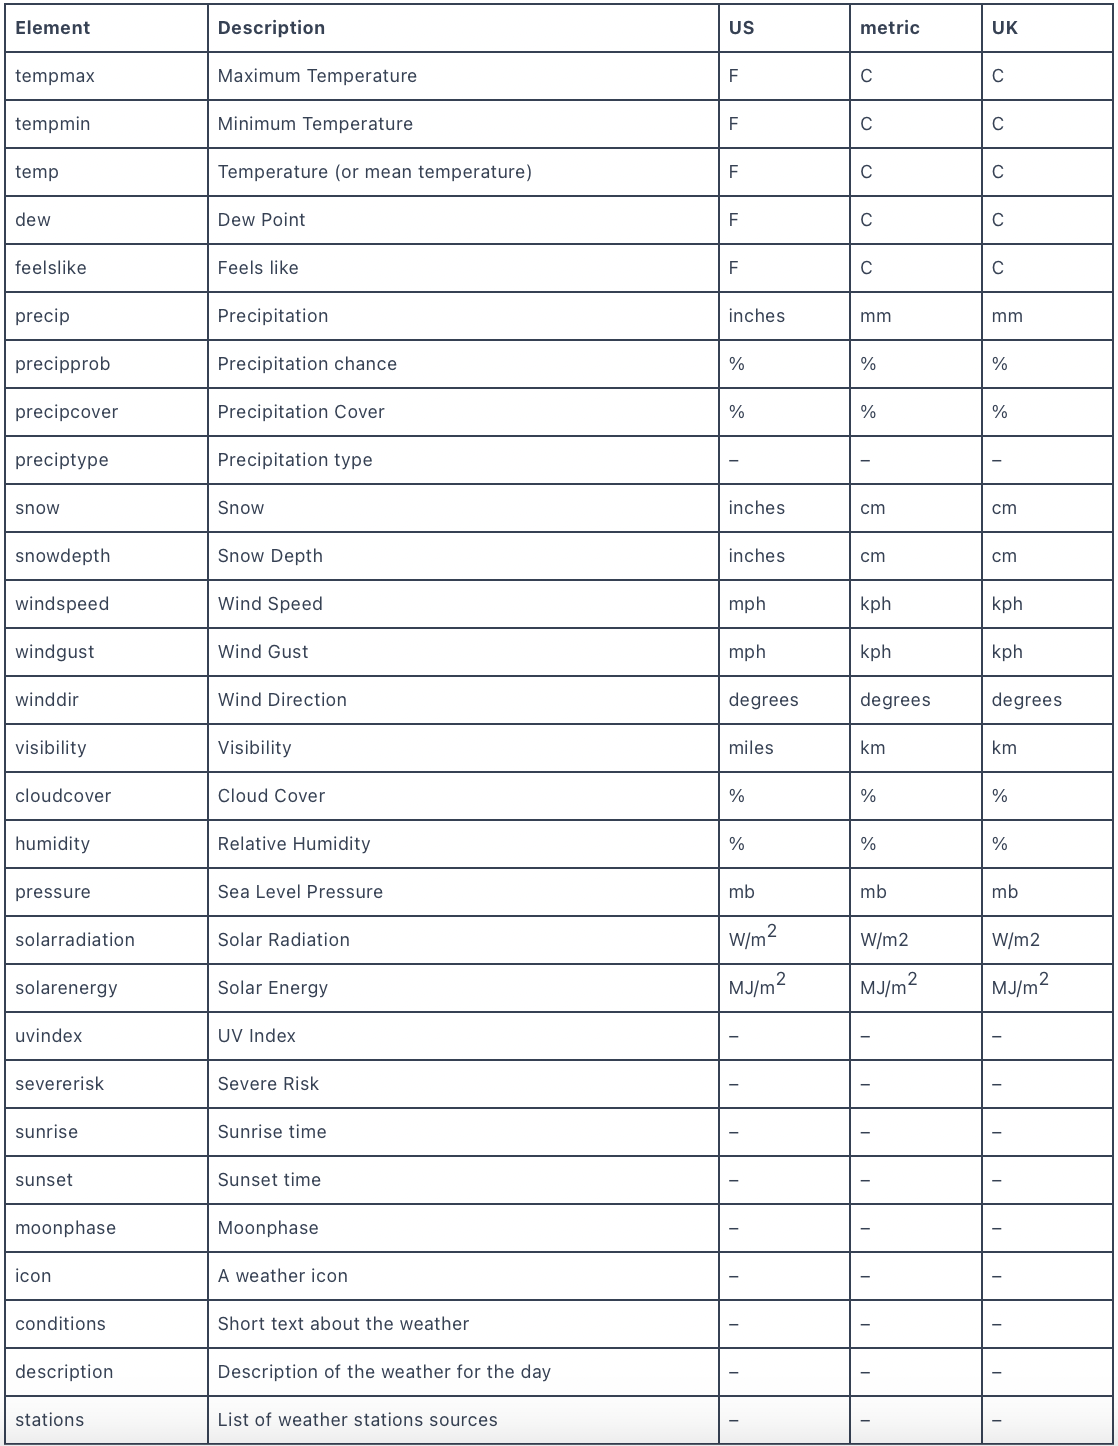 Element Description US metric UK
tempmax Maximum Temperature F C C
tempmin Minimum Temperature F C C
temp Temperature (or mean temperature) F C C
dew Dew Point F C C
feelslike Feels like F C C
precip Precipitation inches mm mm
precipprob Precipitation chance % % %
precipcover Precipitation Cover % % %
preciptype Precipitation type – – –
snow Snow inches cm cm
snowdepth Snow Depth inches cm cm
windspeed Wind Speed mph kph kph
windgust Wind Gust mph kph kph
winddir Wind Direction degrees degrees degrees
visibility Visibility miles km km
cloudcover Cloud Cover % % %
humidity Relative Humidity % % %
pressure Sea Level Pressure mb mb mb
solarradiation Solar Radiation W/m² W/m2 W/m2
solarenergy Solar Energy MJ/m² MJ/m² MJ/m²
uvindex UV Index – – –
severerisk Severe Risk – – –
sunrise Sunrise time – – –
sunset Sunset time – – –
moonphase Moonphase – – –
icon A weather icon – – –
conditions Short text about the weather – – –
description Description of the weather for the day – – –
stations List of weather stations sources – – –